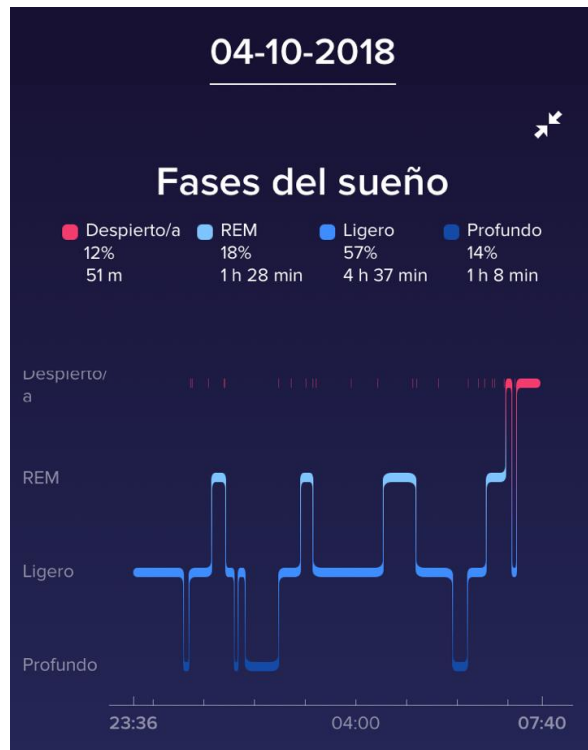 04-10-2018
Fases del sueño
Despierto/a REM Ligero Profundo
12% 18% 57% 14%
51 m 1 h 28 min 4 h 37 min 1 h 8 min
Despierto/
a
REM
Ligero
Profundo
23:36 04:00 07:40